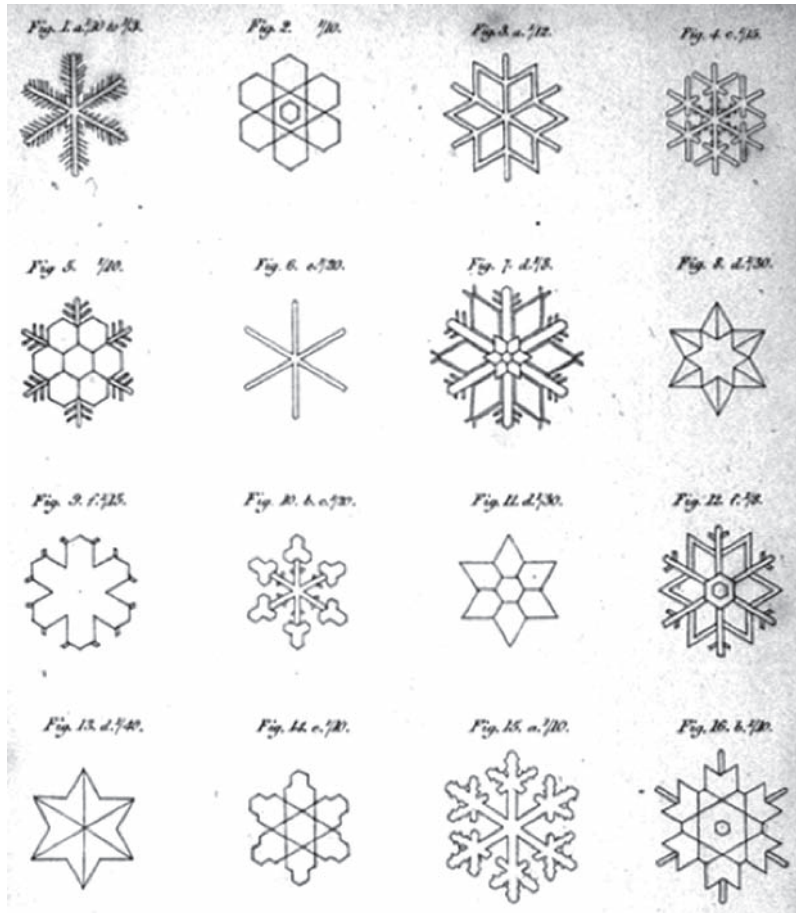 Fig. 1. a. 1/10 to 1/3.
Fig. 2. 1/10.
Fig. 3. a. 1/12.
Fig. 4. c. 1/15.
Fig. 5. 1/10.
Fig. 6. 1/20.
Fig. 7. d. 1/8.
Fig. 8. d. 1/30.
Fig. 9. f. 1/15.
Fig. 10. b. c. 1/20.
Fig. 11. d. 1/30.
Fig. 12. f. 1/8.
Fig. 13. d. 1/40.
Fig. 14. c. 1/10.
Fig. 15. a. 1/10.
Fig. 16. b. 1/10.